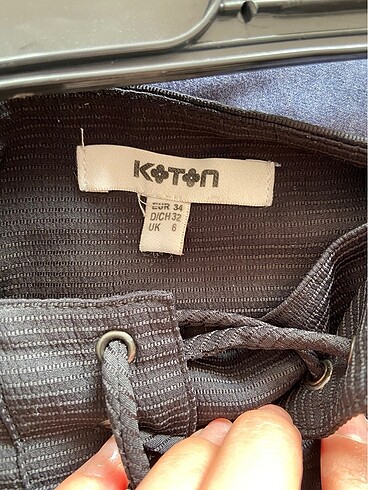 KOTON
EUR 34
D/CH 32
UK 6